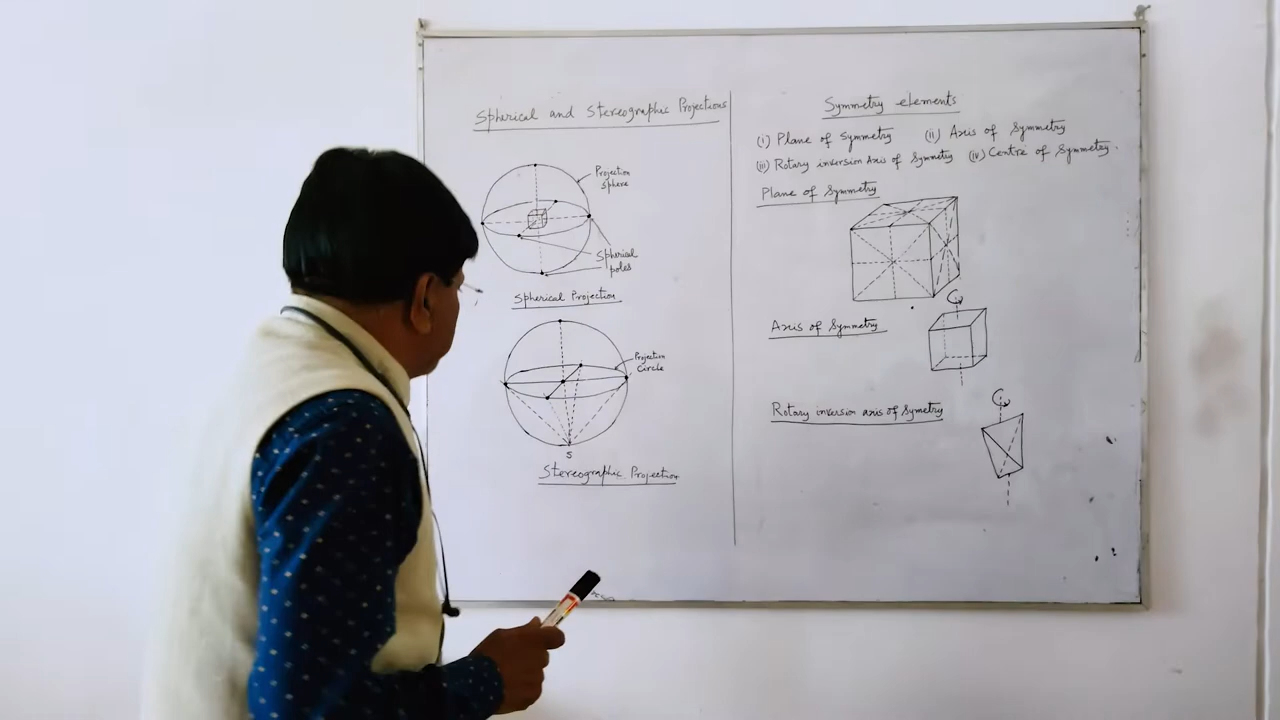 Spherical and Stereographic Projections
Projection
Sphere
Spherical
poles
Spherical Projection
Projection
Circle
S
Stereographic Projection
Symmetry elements
(i) Plane of Symmetry (ii) Axis of Symmetry
(iii) Rotary inversion Axis of Symmetry (iv) Centre of Symmetry.
Plane of Symmetry
Axis of Symmetry
Rotary inversion axis of Symetry